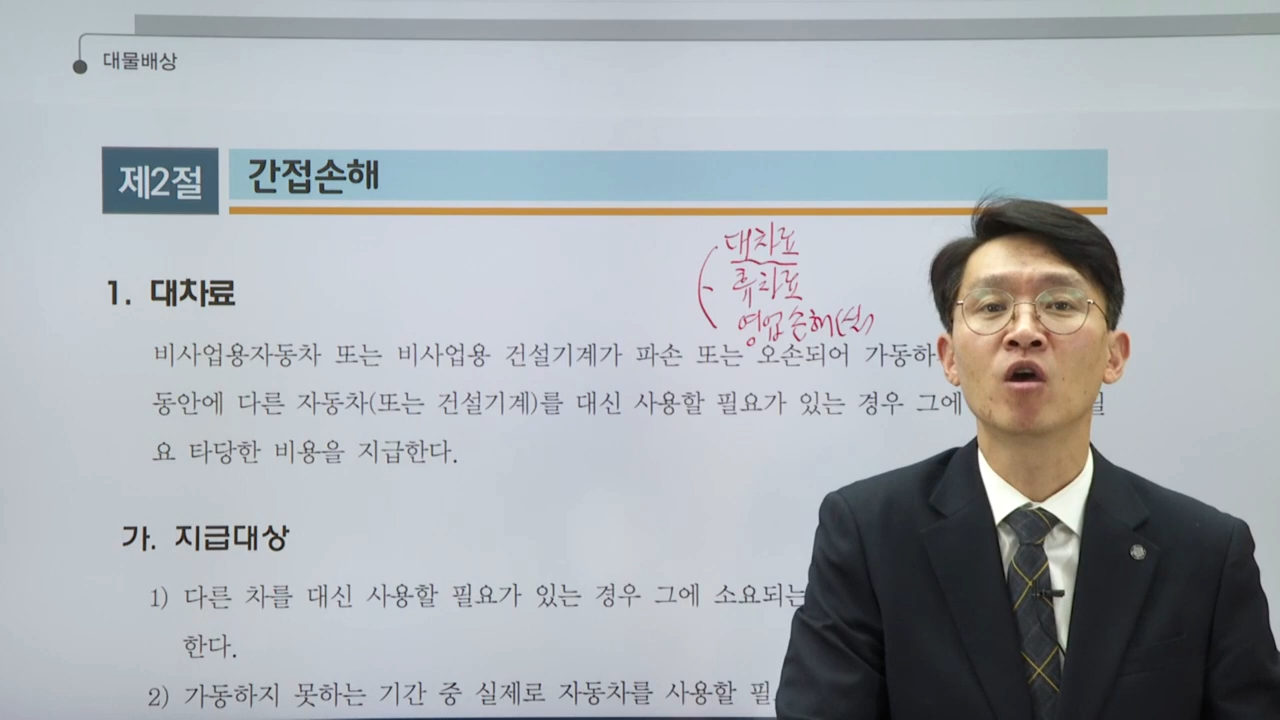 대물배상
제2절 간접손해
대차료
휴차료
영업손해(실)
1. 대차료
비사업용자동차 또는 비사업용 건설기계가 파손 또는 오손되어 가동하
동안에 다른 자동차(또는 건설기계)를 대신 사용할 필요가 있는 경우 그에 필
요 타당한 비용을 지급한다.
가. 지급대상
1) 다른 차를 대신 사용할 필요가 있는 경우 그에 소요되는
한다.
2) 가동하지 못하는 기간 중 실제로 자동차를 사용할 필